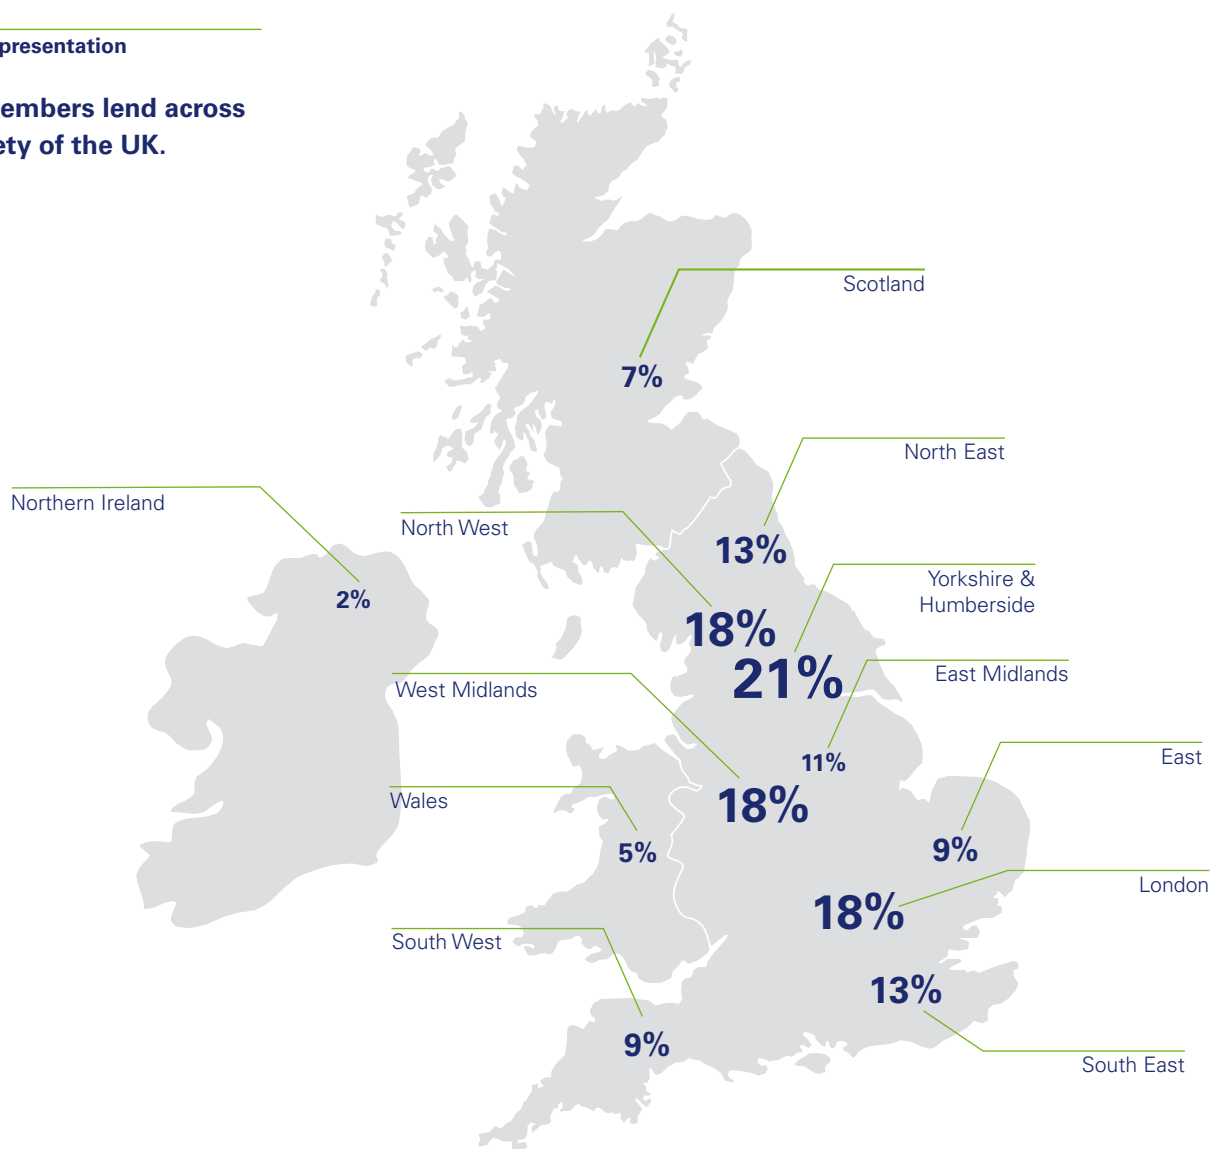 presentation
embers lend across
ety of the UK.
Scotland
7%
North East
13%
Northern Ireland
2%
North West
18%
Yorkshire &
Humberside
21%
East Midlands
11%
West Midlands
18%
East
9%
Wales
5%
London
18%
South West
9%
13%
South East